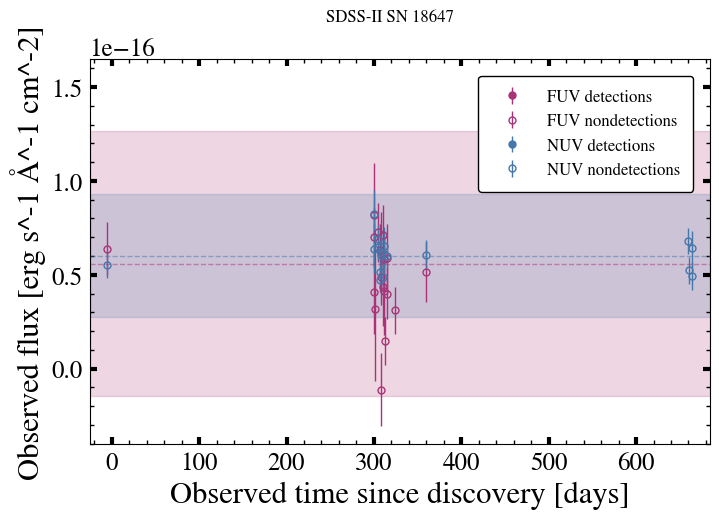 SDSS-II SN 18647
1e−16
Observed flux [erg s^-1 Å^-1 cm^-2]
1.5
1.0
0.5
0.0
FUV detections
FUV nondetections
NUV detections
NUV nondetections
0 100 200 300 400 500 600
Observed time since discovery [days]